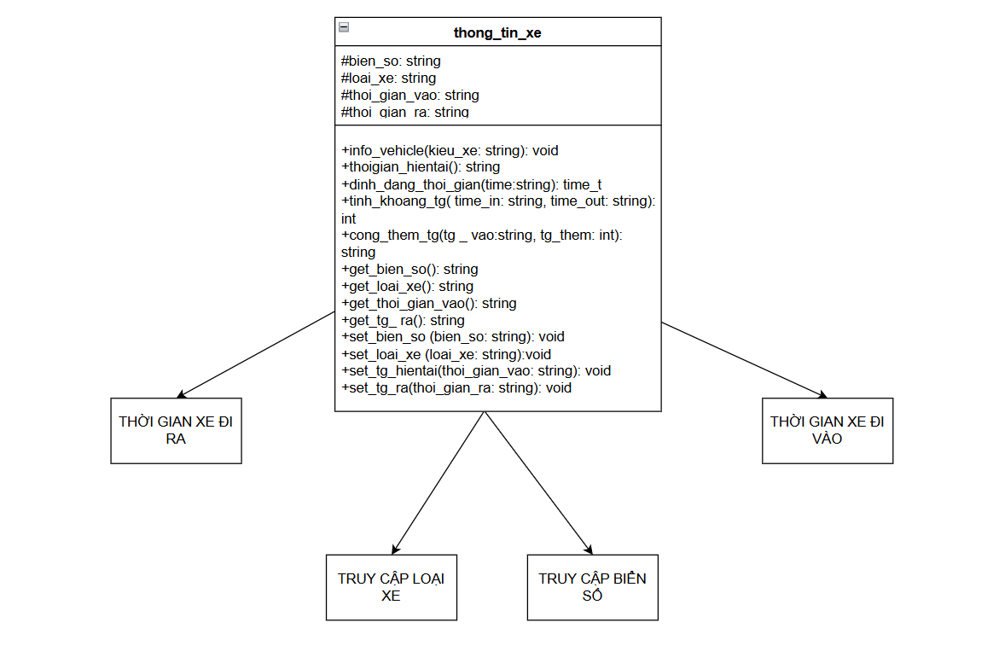 thong_tin_xe
#bien_so: string
#loai_xe: string
#thoi_gian_vao: string
#thoi_gian_ra: string
+info_vehicle(kieu_xe: string): void
+thoigian_hientai(): string
+dinh_dang_thoi_gian(time:string): time_t
+tinh_khoang_tg( time_in: string, time_out: string):
int
+cong_them_tg(tg _ vao:string, tg_them: int):
string
+get_bien_so(): string
+get_loai_xe(): string
+get_thoi_gian_vao(): string
+get_tg_ ra(): string
+set_bien_so (bien_so: string): void
+set_loai_xe (loai_xe: string):void
+set_tg_hientai(thoi_gian_vao: string): void
+set_tg_ra(thoi_gian_ra: string): void
THỜI GIAN XE ĐI
RA
THỜI GIAN XE ĐI
VÀO
TRUY CẬP LOẠI
XE
TRUY CẬP BIỂN
SỐ